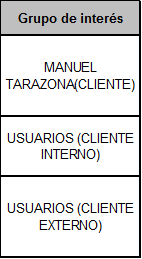 Grupo de interés
MANUEL
TARAZONA(CLIENTE)
USUARIOS (CLIENTE
INTERNO)
USUARIOS (CLIENTE
EXTERNO)